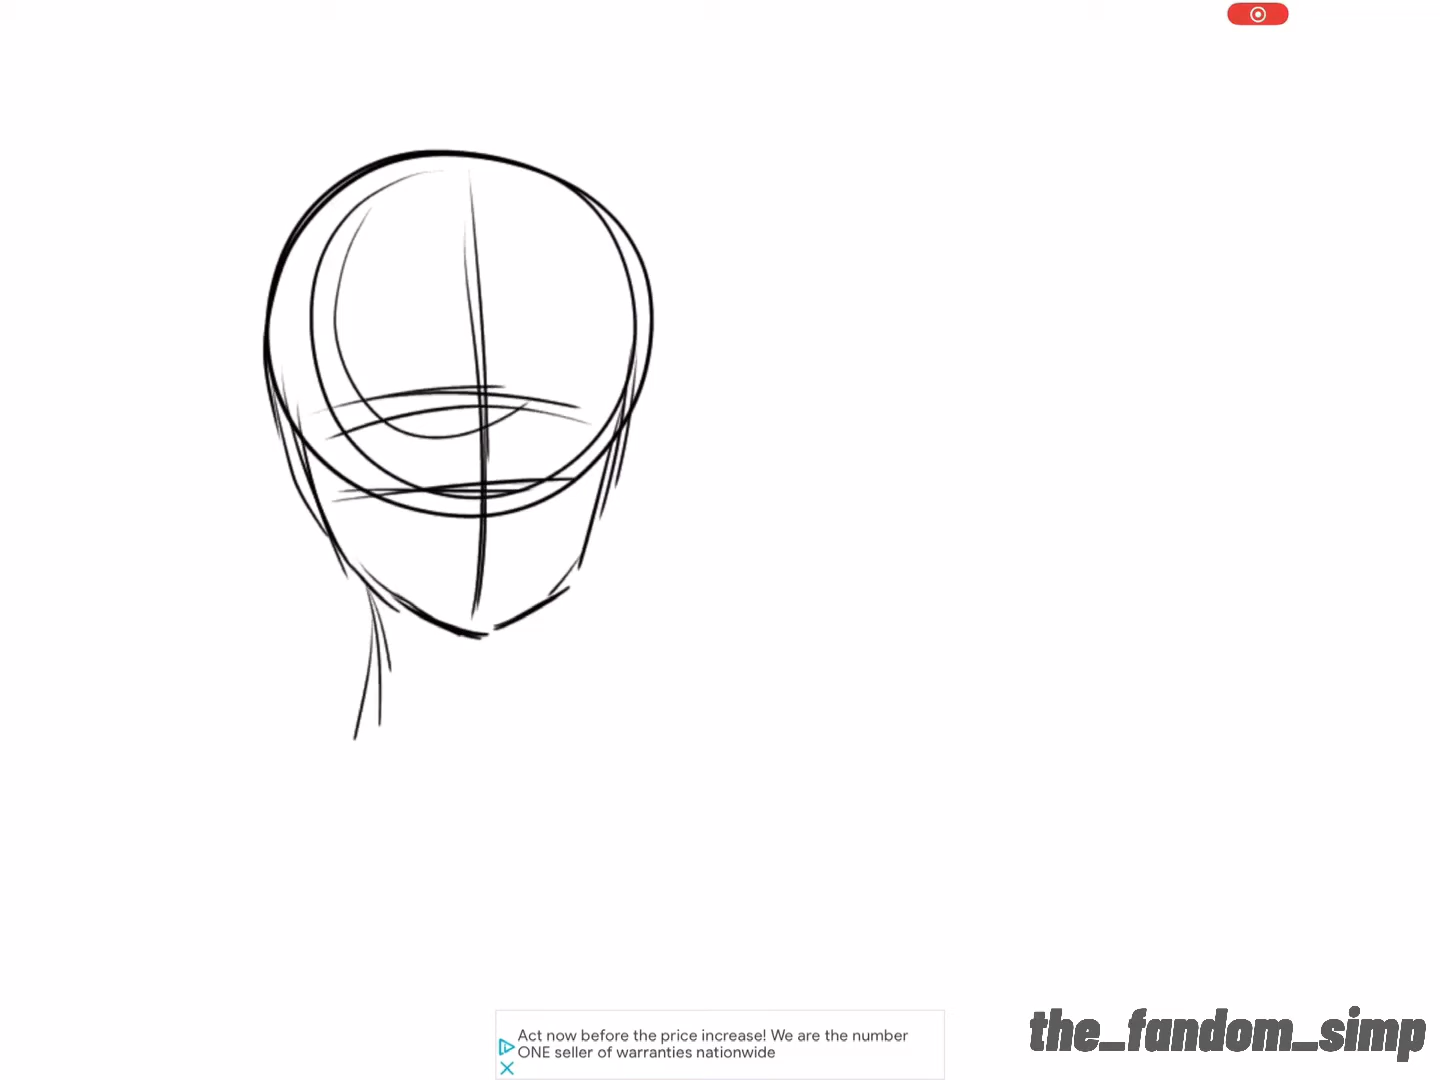 Act now before the price increase! We are the number
ONE seller of warranties nationwide
the_fandom_simp